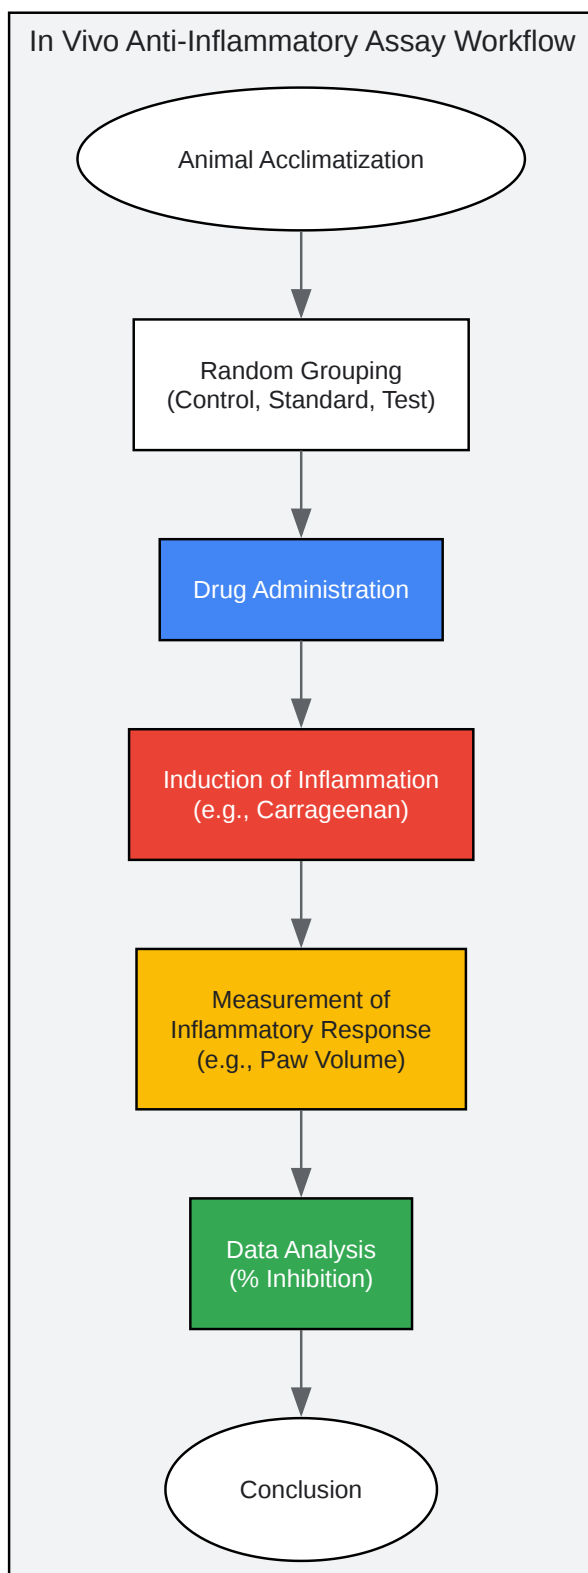 In Vivo Anti-Inflammatory Assay Workflow
Animal Acclimatization
Random Grouping
(Control, Standard, Test)
Drug Administration
Induction of Inflammation
(e.g., Carrageenan)
Measurement of
Inflammatory Response
(e.g., Paw Volume)
Data Analysis
(% Inhibition)
Conclusion